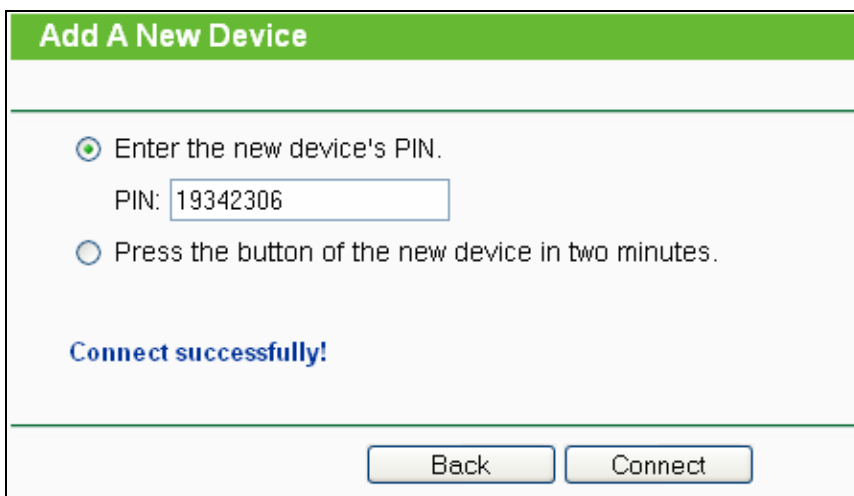 Add A New Device
Enter the new device's PIN.
PIN: 19342306
Press the button of the new device in two minutes.
Connect successfully!
Back Connect